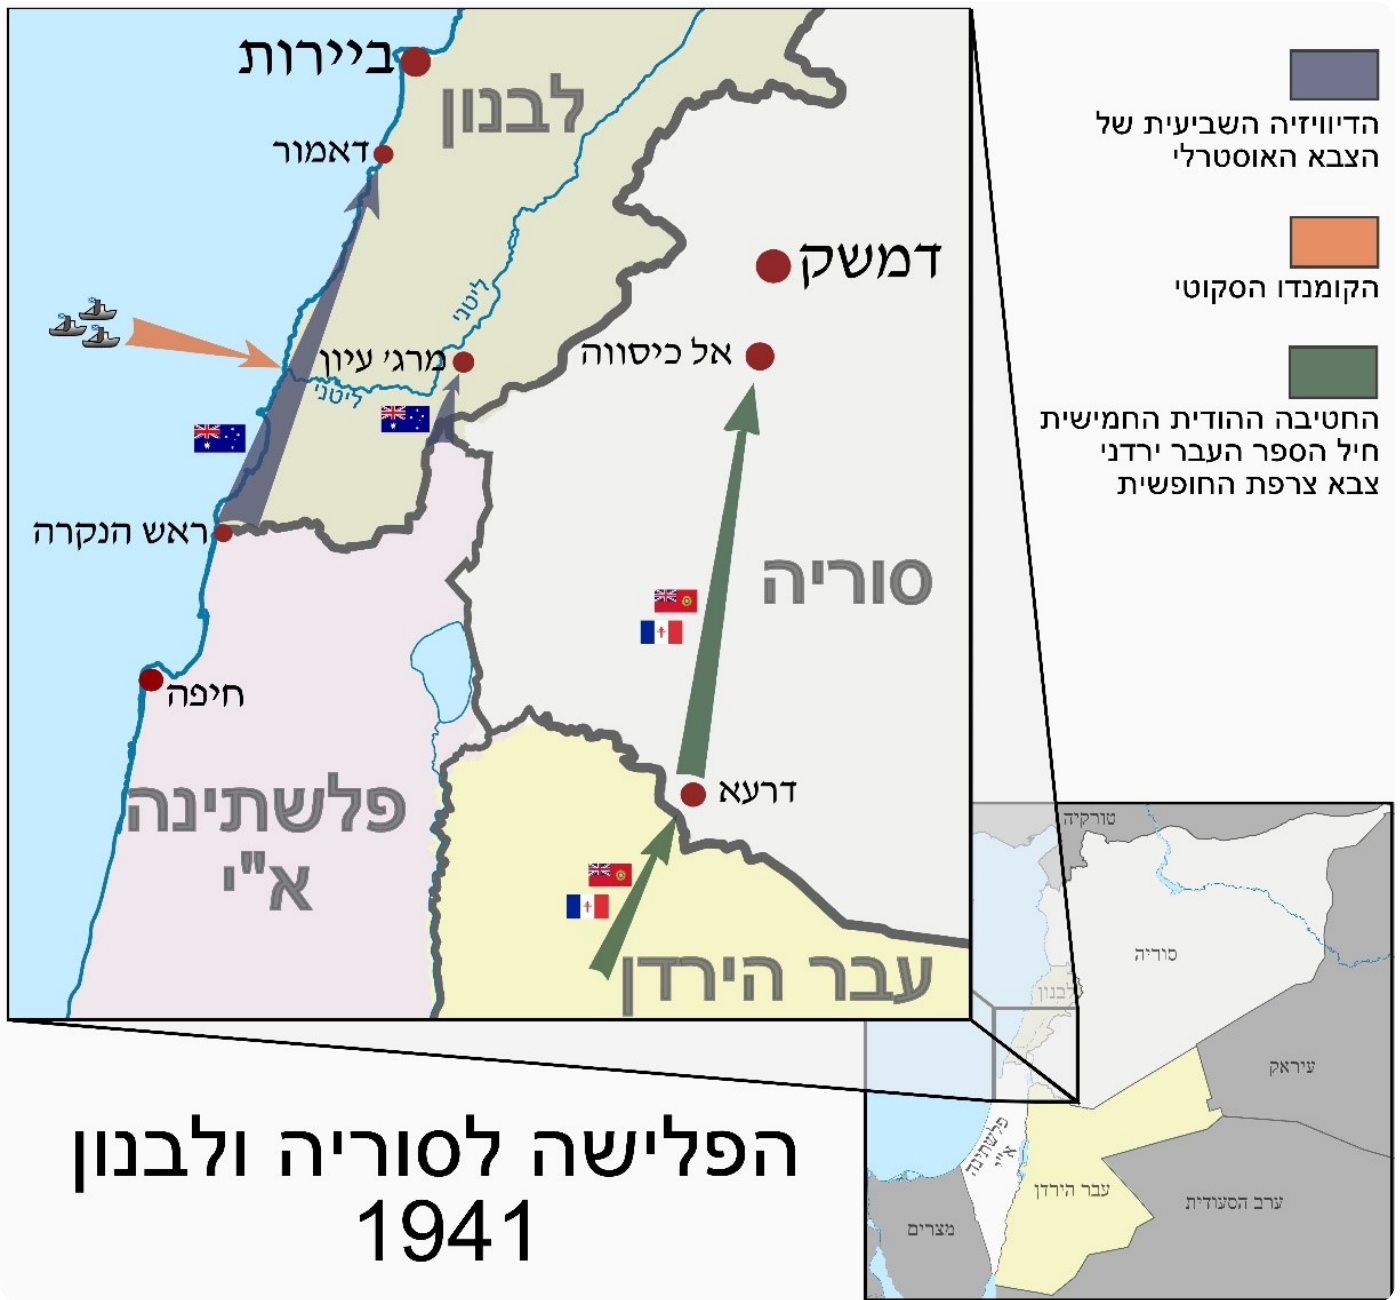 ביירות
לבנון
דאמור
דמשק
ליטני
מרג' עיון
אל כיסווה
ליטני
ראש הנקרה
סוריה
חיפה
דרעא
פלשתינה
א"י
עבר הירדן
הדיוויזיה השביעית של
הצבא האוסטרלי
הקומנדו הסקוטי
החטיבה ההודית החמישית
חיל הספר העבר ירדני
צבא צרפת החופשית
טורקיה
סוריה
לבנון
עיראק
פלשתינה
א"י
עבר הירדן
ערב הסעודית
מצרים
הפלישה לסוריה ולבנון
1941